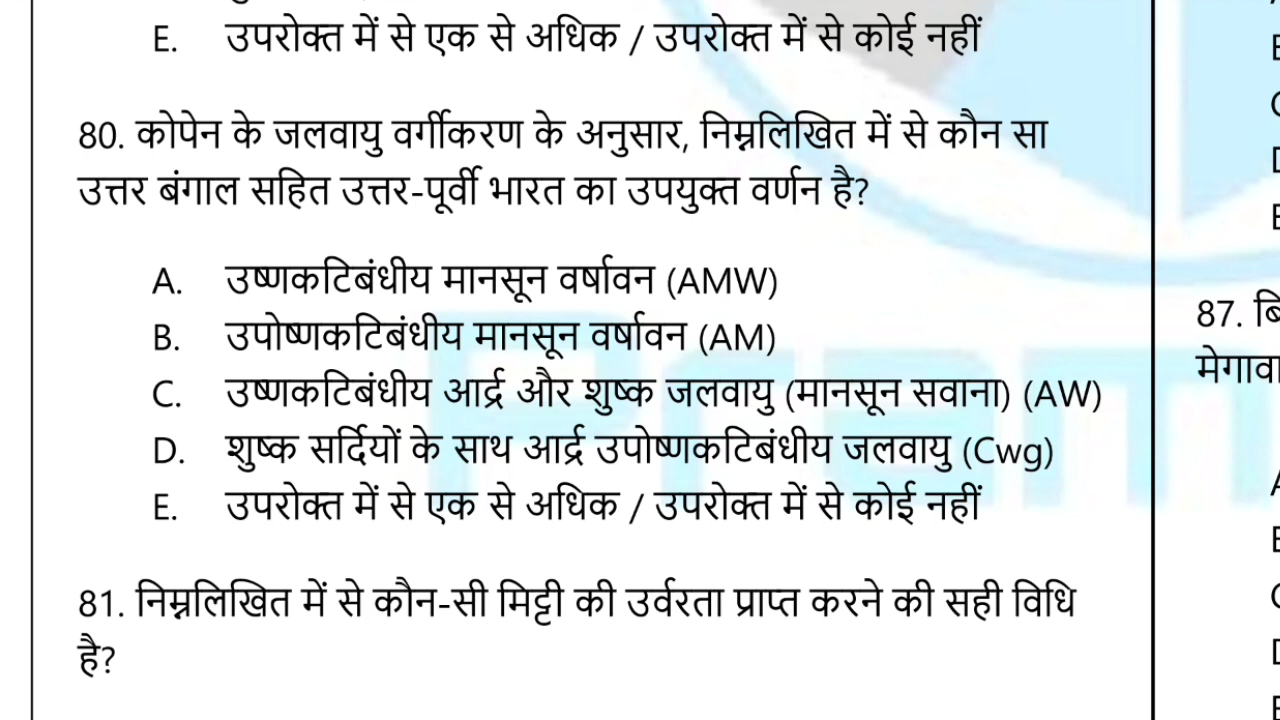 E. उपरोक्त में से एक से अधिक / उपरोक्त में से कोई नहीं
80. कोपेन के जलवायु वर्गीकरण के अनुसार, निम्नलिखित में से कौन सा
उत्तर बंगाल सहित उत्तर-पूर्वी भारत का उपयुक्त वर्णन है?
A. उष्णकटिबंधीय मानसून वर्षावन (AMW)
B. उपोष्णकटिबंधीय मानसून वर्षावन (AM)
C. उष्णकटिबंधीय आर्द्र और शुष्क जलवायु (मानसून सवाना) (AW)
D. शुष्क सर्दियों के साथ आर्द्र उपोष्णकटिबंधीय जलवायु (Cwg)
E. उपरोक्त में से एक से अधिक / उपरोक्त में से कोई नहीं
81. निम्नलिखित में से कौन-सी मिट्टी की उर्वरता प्राप्त करने की सही विधि
है?
87.